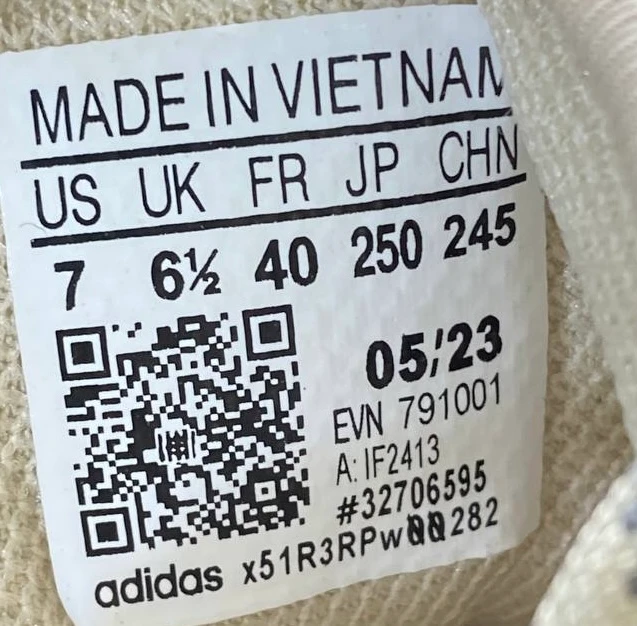 MADE IN VIETNAM
US UK FR JP CHN
7 6½ 40 250 245
05/23
EVN 791001
A: IF2413
#32706595
adidas x51R3RPw00282